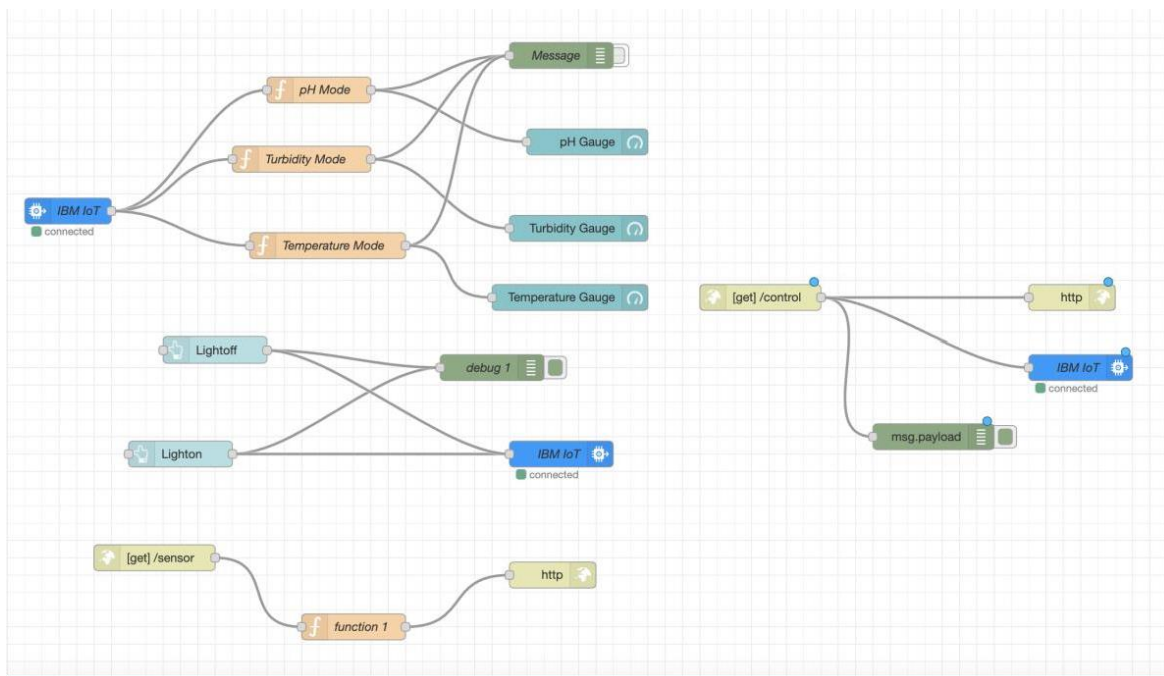 Message
pH Mode
pH Gauge
Turbidity Mode
IBM IoT
connected
Turbidity Gauge
Temperature Mode
Temperature Gauge
[get] /control
http
Lightoff
debug 1
IBM IoT
connected
msg.payload
Lighton
IBM IoT
connected
[get] /sensor
http
function 1